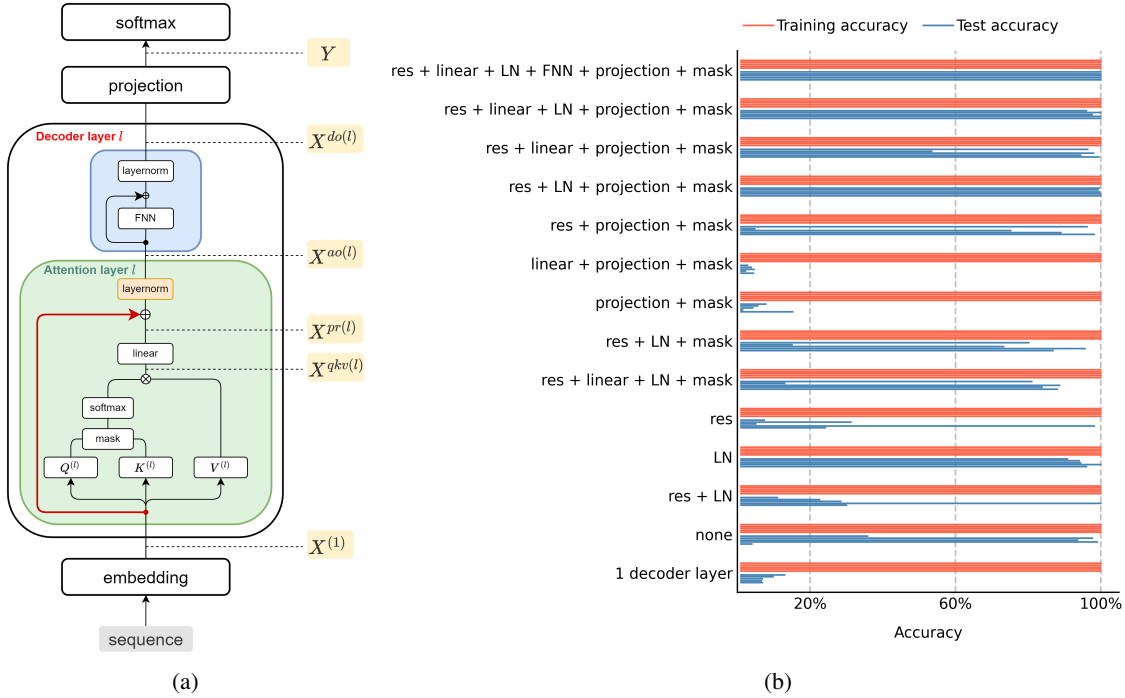 softmax
Y
projection
Decoder layer l
X^{do(l)}
layernorm
FNN
X^{ao(l)}
Attention layer l
layernorm
X^{pr(l)}
linear
X^{qkv(l)}
softmax
mask
Q^{(l)}
K^{(l)}
V^{(l)}
X^{(1)}
embedding
sequence
(a)
Training accuracy
Test accuracy
res + linear + LN + FNN + projection + mask
res + linear + LN + projection + mask
res + linear + projection + mask
res + LN + projection + mask
res + projection + mask
linear + projection + mask
projection + mask
res + LN + mask
res + linear + LN + mask
res
LN
res + LN
none
1 decoder layer
20%
60%
100%
Accuracy
(b)